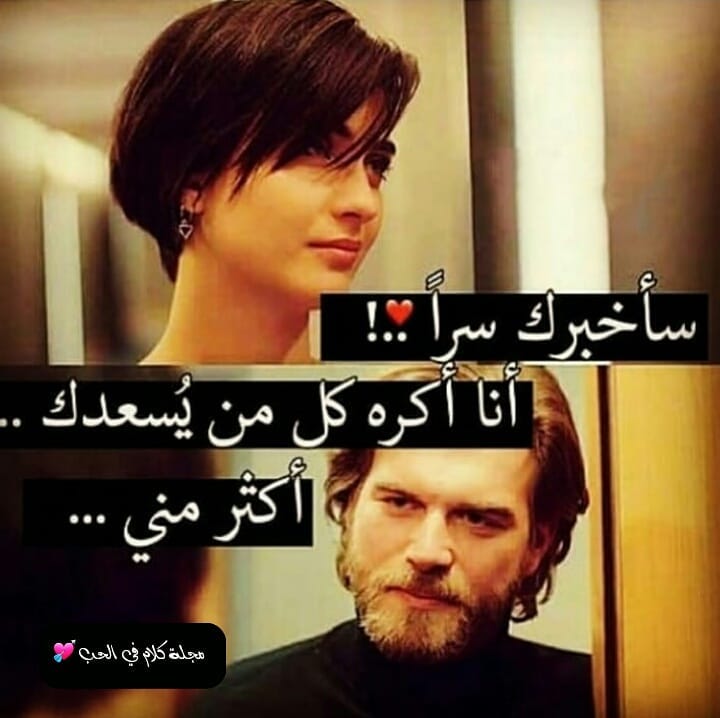 سأخبرك سراً ❤️..!
أنا أكره كل من يُسعدك ..
أكثر مني ...
مجلة كلام في الحب 💘